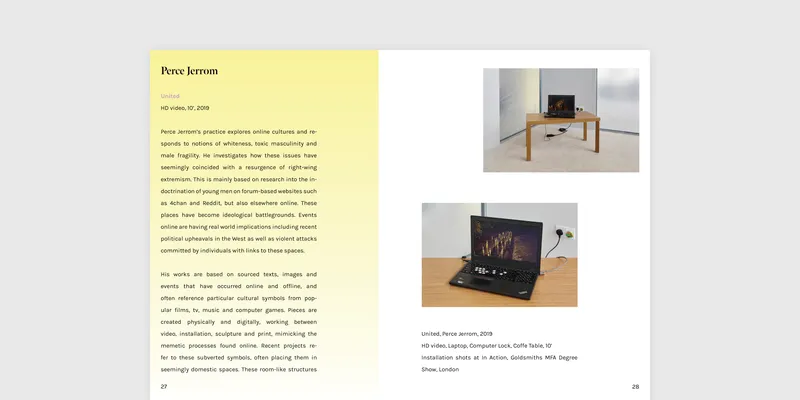 Perce Jerrom
United
HD video, 10', 2019
Perce Jerrom's practice explores online cultures and re-
sponds to notions of whiteness, toxic masculinity and
male fragility. He investigates how these issues have
seemingly coincided with a resurgence of right-wing
extremism. This is mainly based on research into the in-
doctrination of young men on forum-based websites such
as 4chan and Reddit, but also elsewhere online. These
places have become ideological battlegrounds. Events
online are having real world implications including recent
political upheavals in the West as well as violent attacks
committed by individuals with links to these spaces.
His works are based on sourced texts, images and
events that have occurred online and offline, and
often reference particular cultural symbols from pop-
ular films, tv, music and computer games. Pieces are
created physically and digitally, working between
video, installation, sculpture and print, mimicking the
memetic processes found online. Recent projects re-
fer to these subverted symbols, often placing them in
seemingly domestic spaces. These room-like structures
27
United, Perce Jerrom, 2019
HD video, Laptop, Computer Lock, Coffe Table, 10'
Installation shots at In Action, Goldsmiths MFA Degree
Show, London
28